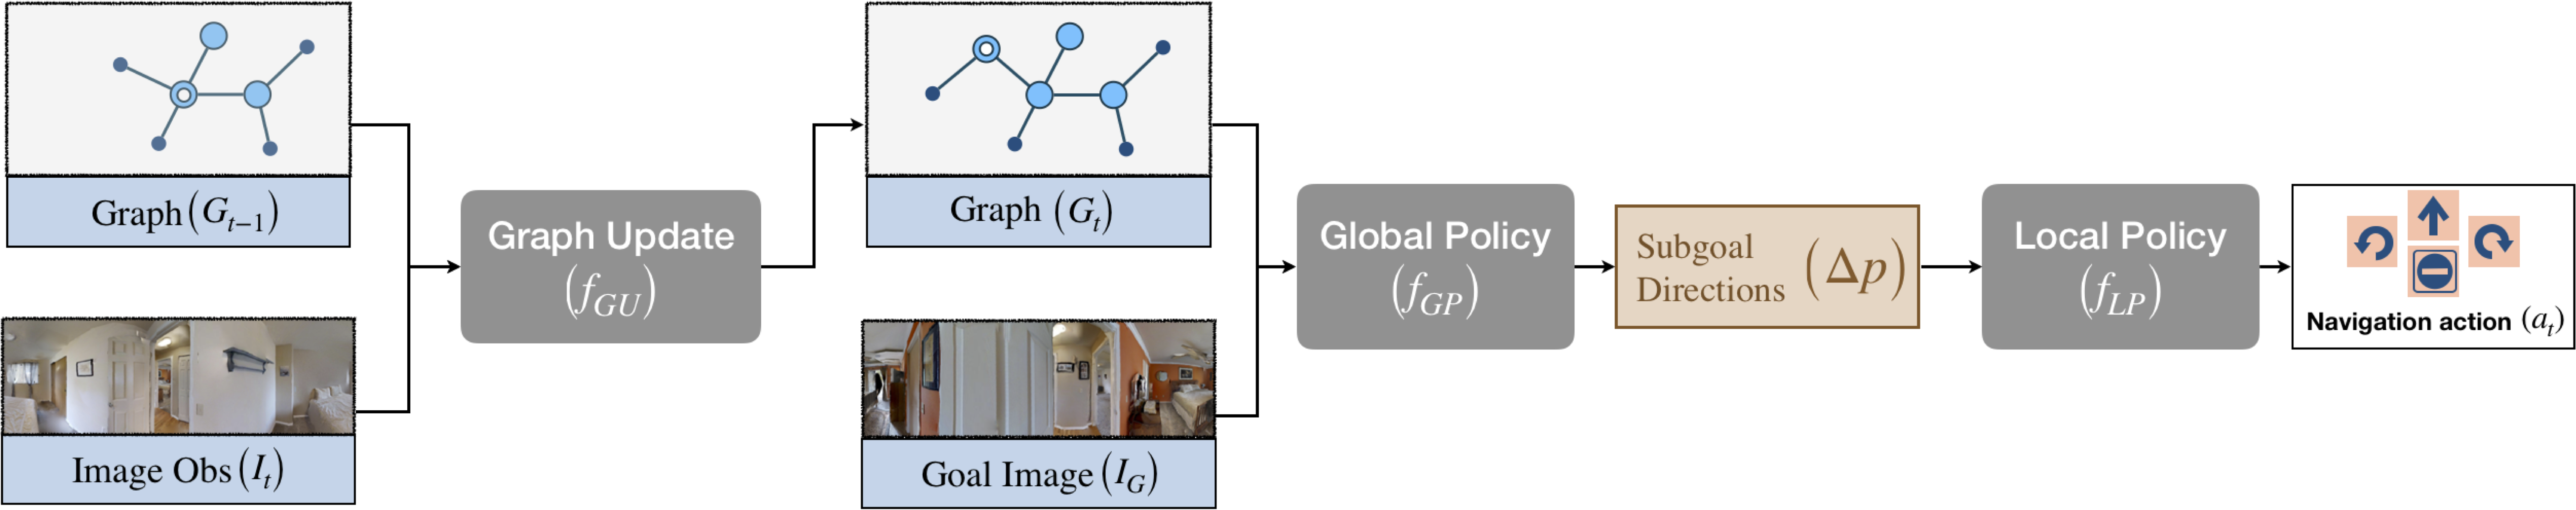 Graph (G_{t-1})
Image Obs (I_t)
Graph Update
(f_{GU})
Graph (G_t)
Goal Image (I_G)
Global Policy
(f_{GP})
Subgoal
Directions (Δp)
Local Policy
(f_{LP})
Navigation action (a_t)